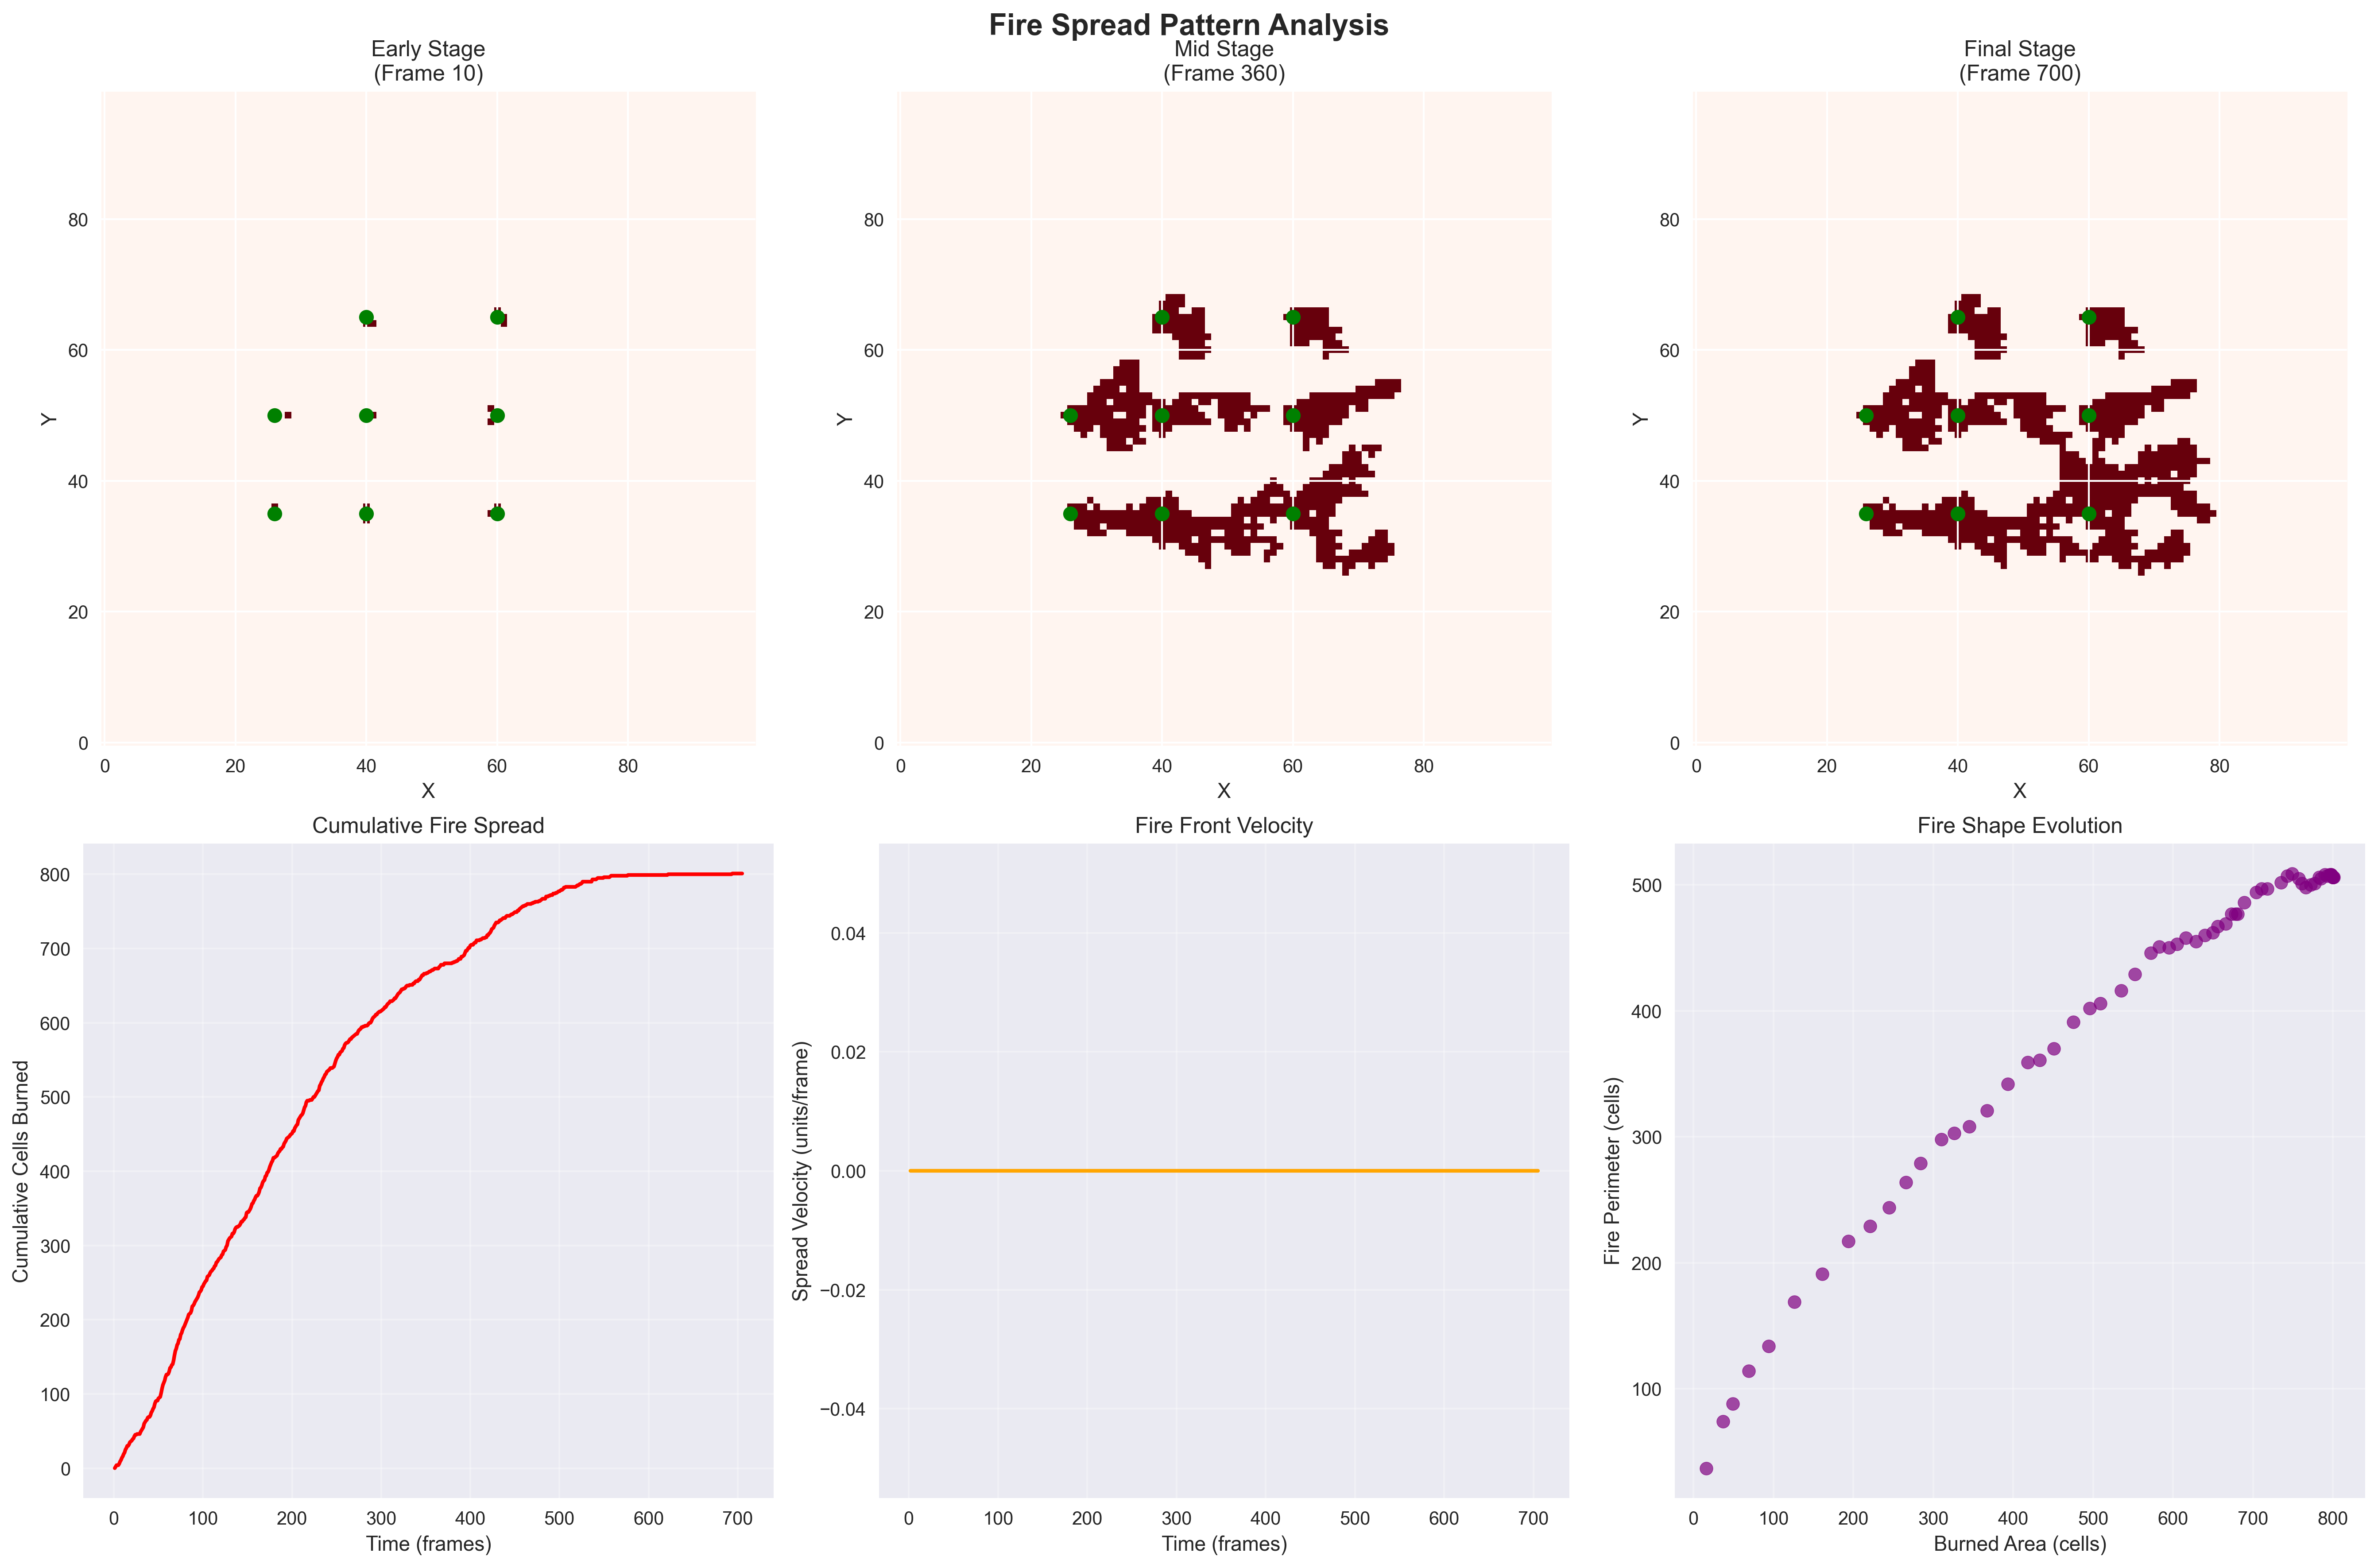 Fire Spread Pattern Analysis
Early Stage
(Frame 10)
80
60
40
20
0
Y
0 20 40 60 80
X
Mid Stage
(Frame 360)
80
60
40
20
0
Y
0 20 40 60 80
X
Final Stage
(Frame 700)
80
60
40
20
0
Y
0 20 40 60 80
X
Cumulative Fire Spread
800
700
600
500
400
300
200
100
0
Cumulative Cells Burned
0 100 200 300 400 500 600 700
Time (frames)
Fire Front Velocity
0.04
0.02
0.00
−0.02
−0.04
Spread Velocity (units/frame)
0 100 200 300 400 500 600 700
Time (frames)
Fire Shape Evolution
500
400
300
200
100
Fire Perimeter (cells)
0 100 200 300 400 500 600 700 800
Burned Area (cells)